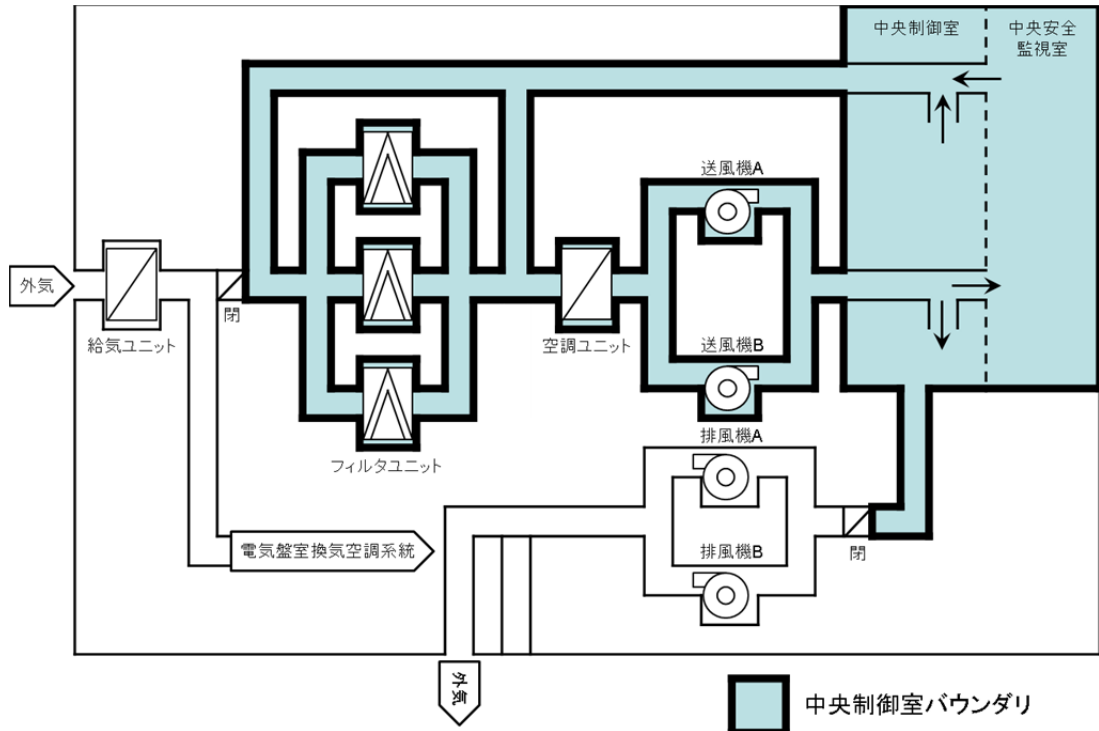 中央制御室
中央安全
監視室
送風機A
外気
給気ユニット
閉
空調ユニット
送風機B
フィルタユニット
排風機A
電気盤室換気空調系統
排風機B
閉
外気
中央制御室バウンダリ